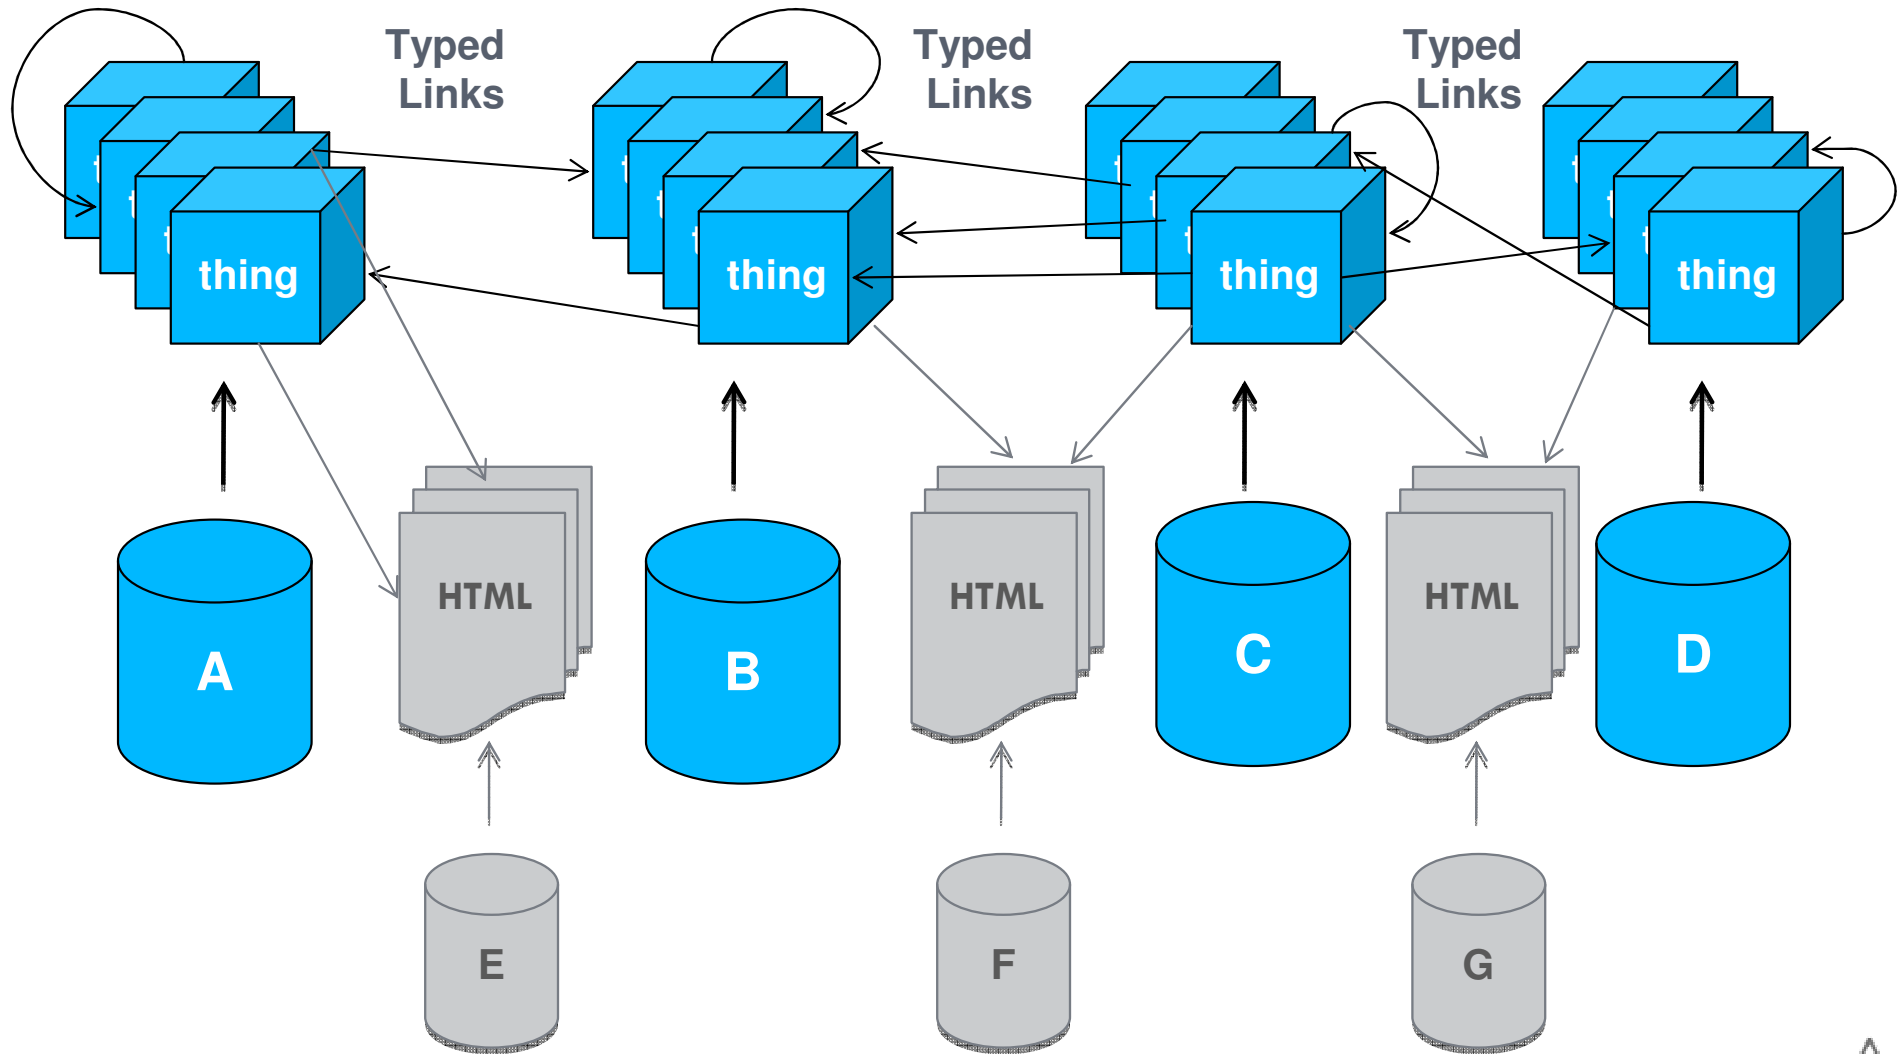 Typed
Links
Typed
Links
Typed
Links
thing
thing
thing
thing
HTML
HTML
HTML
A
B
C
D
E
F
G